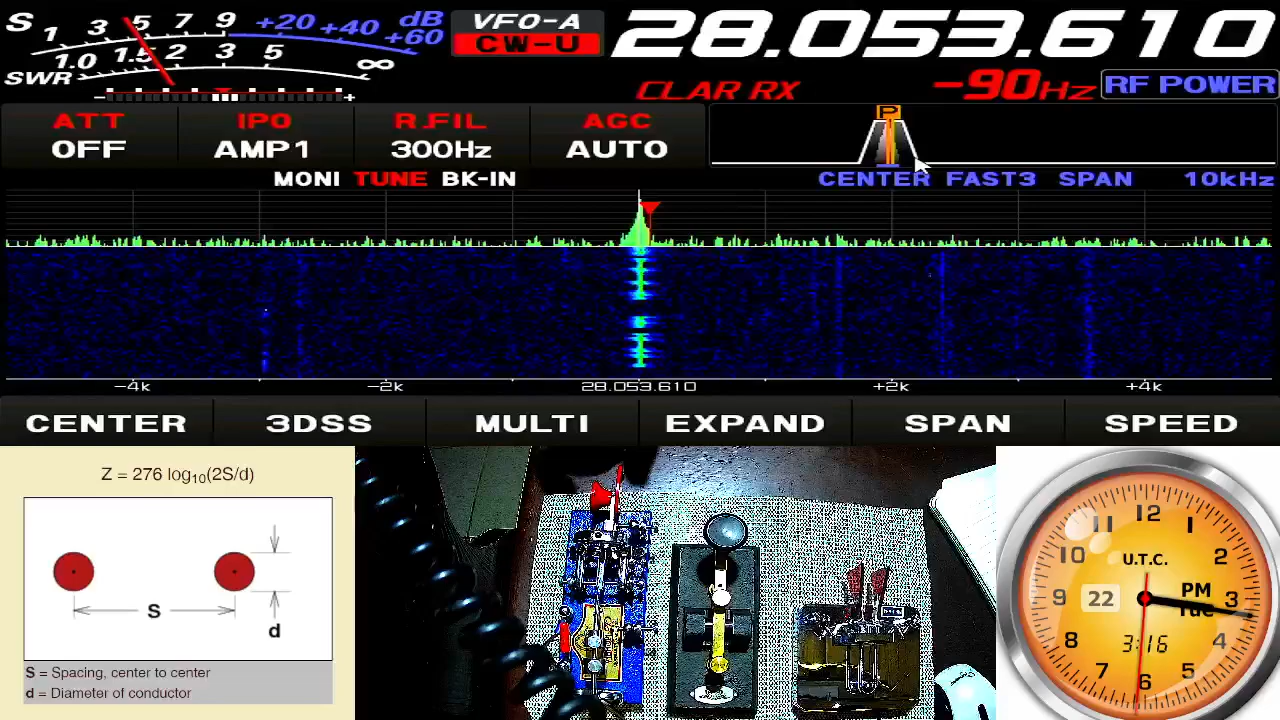 S 1 3 5 7 9 +20 +40 +60 dB
SWR 1.0 1.5 2 3 5 ∞
− +
VFO-A
CW-U
28.053.610
CLAR RX -90Hz RF POWER
ATT IPO R.FIL AGC
OFF AMP1 300Hz AUTO
P
MONI TUNE BK-IN
CENTER FAST3 SPAN 10kHz
-4k -2k 28.053.610 +2k +4k
CENTER 3DSS MULTI EXPAND SPAN SPEED
Z = 276 log₁₀(2S/d)
S
d
S = Spacing, center to center
d = Diameter of conductor
12 1 2 3 4 5 6 7 8 9 10 11
U.T.C.
22
PM
Tue
3:16